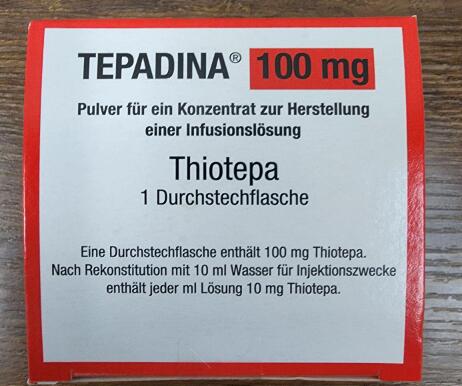 TEPADINA® 100 mg
Pulver für ein Konzentrat zur Herstellung
einer Infusionslösung
Thiotepa
1 Durchstechflasche
Eine Durchstechflasche enthält 100 mg Thiotepa.
Nach Rekonstitution mit 10 ml Wasser für Injektionszwecke
enthält jeder ml Lösung 10 mg Thiotepa.